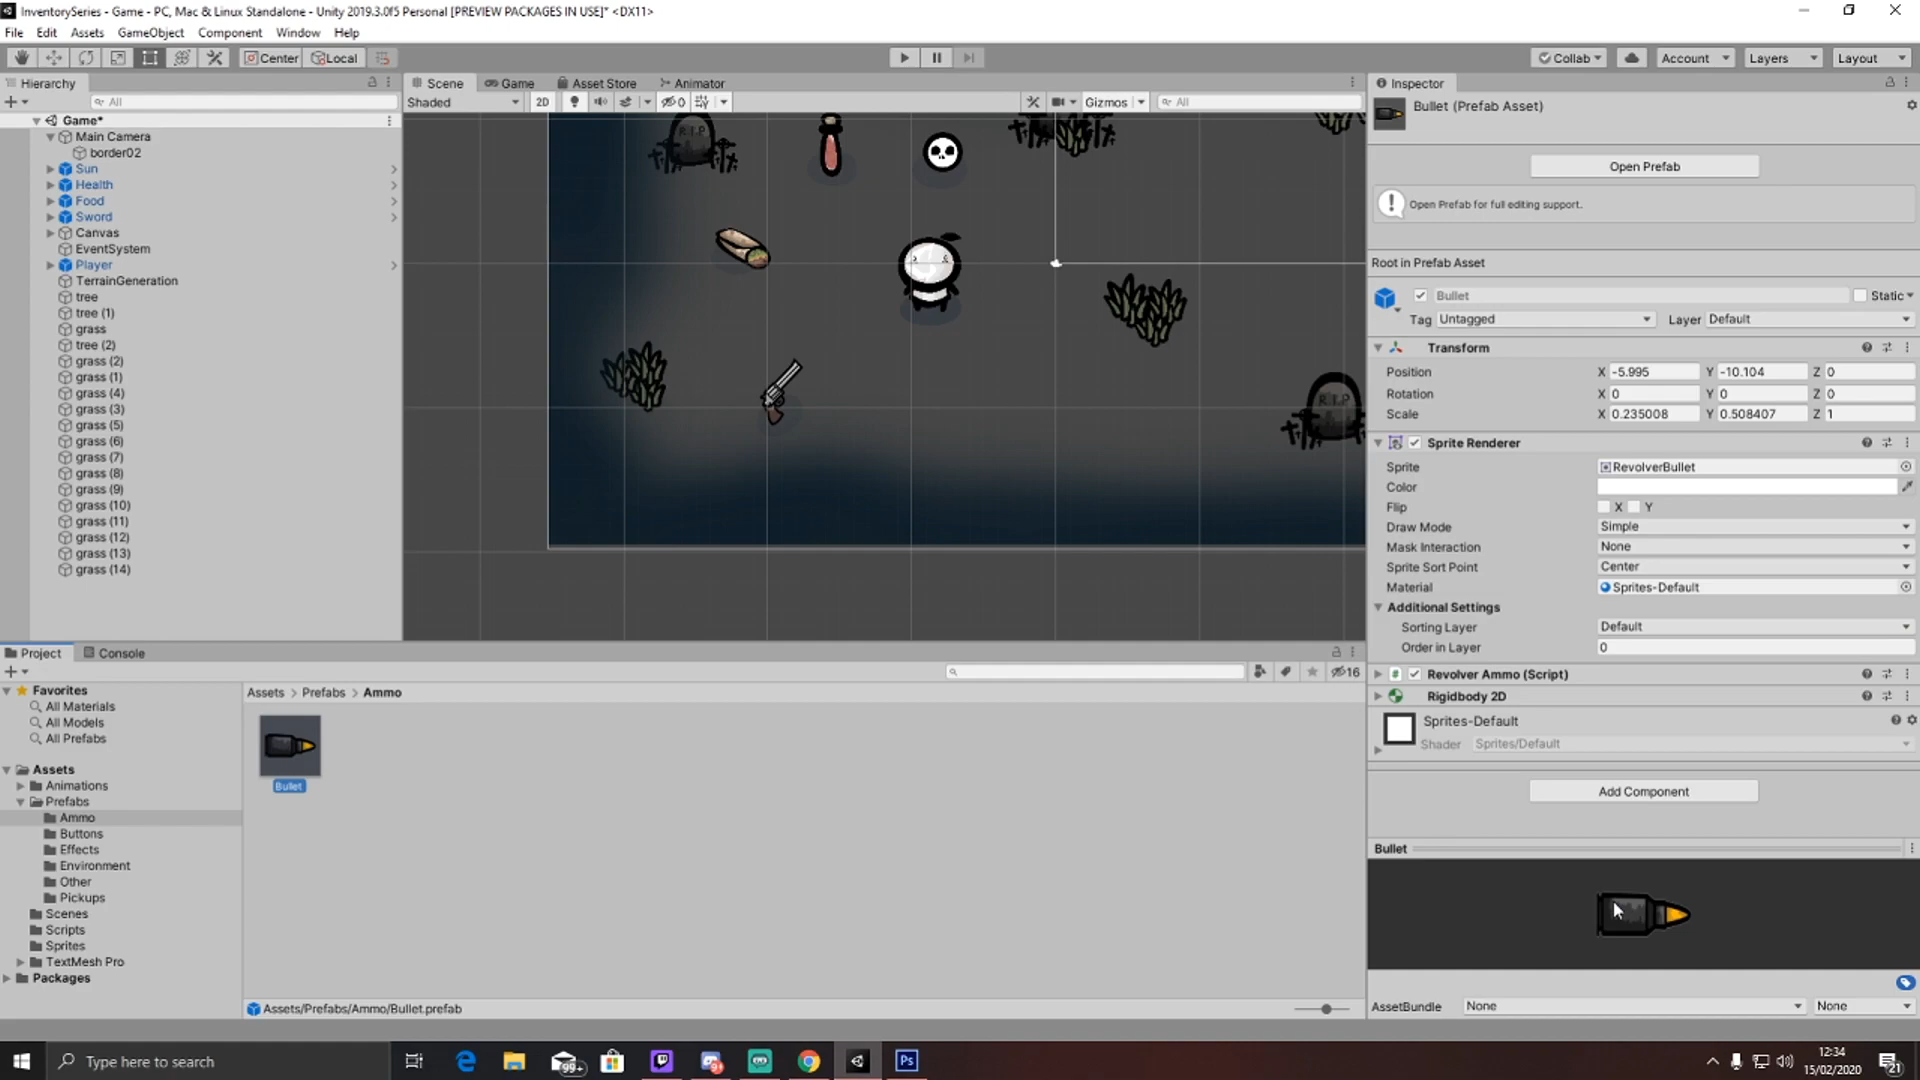 InventorySeries - Game - PC, Mac & Linux Standalone - Unity 2019.3.0f5 Personal [PREVIEW PACKAGES IN USE]* <DX11>
File Edit Assets GameObject Component Window Help
Center Local Collab Account Layers Layout
Hierarchy
All
Game*
Main Camera
border02
Sun
Health
Food
Sword
Canvas
EventSystem
Player
TerrainGeneration
tree
tree (1)
grass
tree (2)
grass (2)
grass (1)
grass (4)
grass (3)
grass (5)
grass (6)
grass (7)
grass (8)
grass (9)
grass (10)
grass (11)
grass (12)
grass (13)
grass (14)
Scene Game Asset Store Animator
Shaded 2D 0 Gizmos All
R.I.P
R.I.P
Inspector
Bullet (Prefab Asset)
Open Prefab
Open Prefab for full editing support.
Root in Prefab Asset
Bullet Static
Tag Untagged Layer Default
Transform
Position X -5.995 Y -10.104 Z 0
Rotation X 0 Y 0 Z 0
Scale X 0.235008 Y 0.508407 Z 1
Sprite Renderer
Sprite RevolverBullet
Color
Flip X Y
Draw Mode Simple
Mask Interaction None
Sprite Sort Point Center
Material Sprites-Default
Additional Settings
Sorting Layer Default
Order in Layer 0
Revolver Ammo (Script)
Rigidbody 2D
Sprites-Default
Shader Sprites/Default
Add Component
Bullet
AssetBundle None None
Project Console
16
Favorites
All Materials
All Models
All Prefabs
Assets
Animations
Prefabs
Ammo
Buttons
Effects
Environment
Other
Pickups
Scenes
Scripts
Sprites
TextMesh Pro
Packages
Assets > Prefabs > Ammo
Bullet
Assets/Prefabs/Ammo/Bullet.prefab
Type here to search
99+
Ps
12:34
15/02/2020
21